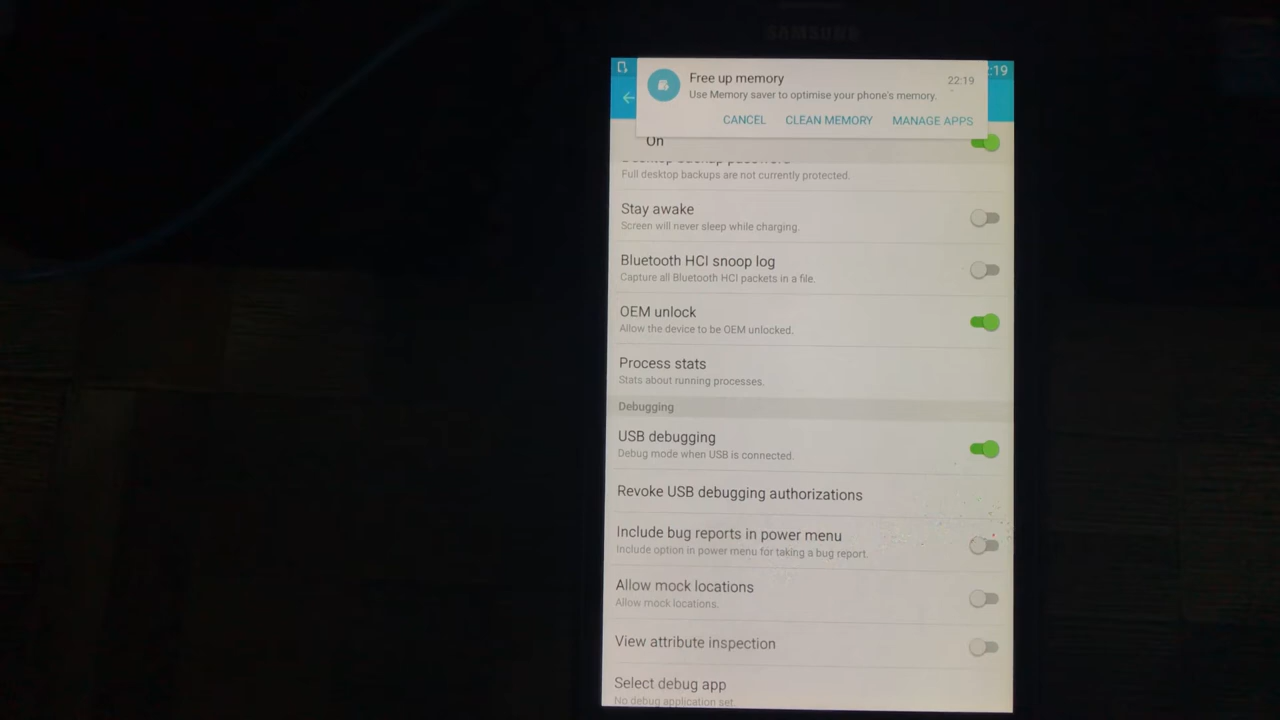 SAMSUNG
Free up memory
22:19
:19
Use Memory saver to optimise your phone's memory.
CANCEL
CLEAN MEMORY
MANAGE APPS
On
Full desktop backups are not currently protected.
Stay awake
Screen will never sleep while charging.
Bluetooth HCI snoop log
Capture all Bluetooth HCI packets in a file.
OEM unlock
Allow the device to be OEM unlocked.
Process stats
Stats about running processes.
Debugging
USB debugging
Debug mode when USB is connected.
Revoke USB debugging authorizations
Include bug reports in power menu
Include option in power menu for taking a bug report.
Allow mock locations
Allow mock locations.
View attribute inspection
Select debug app
No debug application set